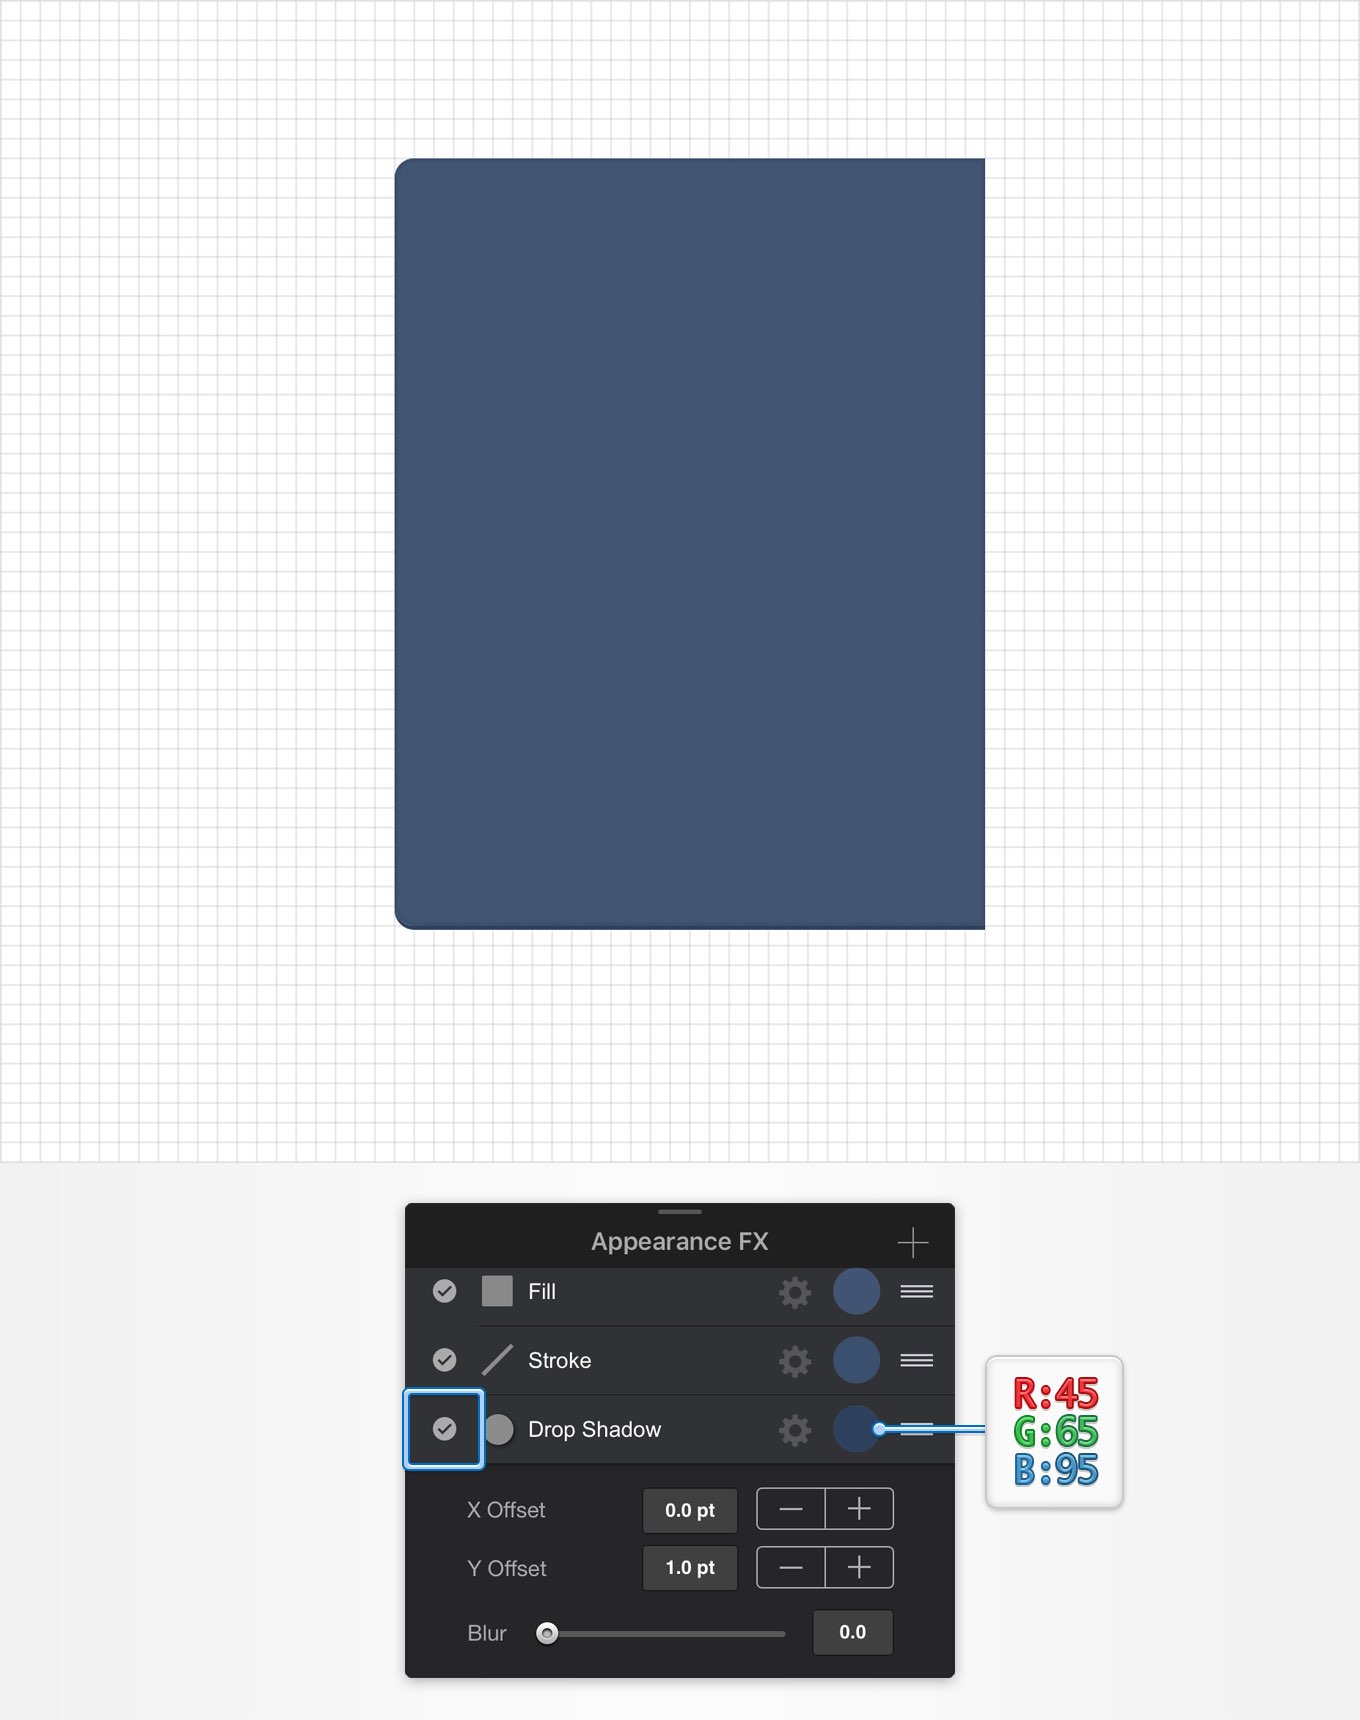 Appearance FX
Fill
Stroke
Drop Shadow
R:45
G:65
B:95
X Offset 0.0 pt
Y Offset 1.0 pt
Blur 0.0